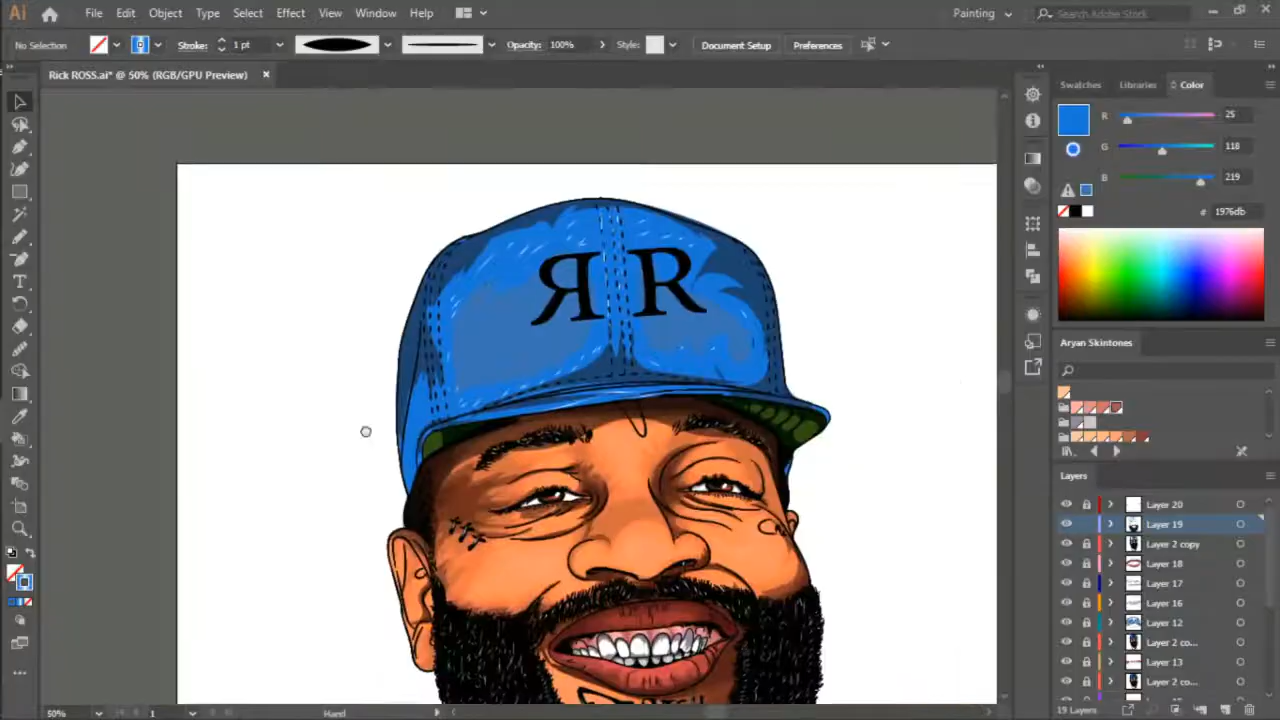 Ai File Edit Object Type Select Effect View Window Help Painting Search Adobe Stock
No Selection Stroke: 1 pt Opacity: 100% Style: Document Setup Preferences
Rick ROSS.ai* @ 50% (RGB/GPU Preview) ×
Swatches Libraries Color
R 25
G 118
B 219
# 1976db
ЯR
Aryan Skintones
Layers
Layer 20
Layer 19
Layer 2 copy
Layer 18
Layer 17
Layer 16
Layer 12
Layer 2 co...
Layer 13
Layer 2 co...
50% 1 Hand 19 Layers